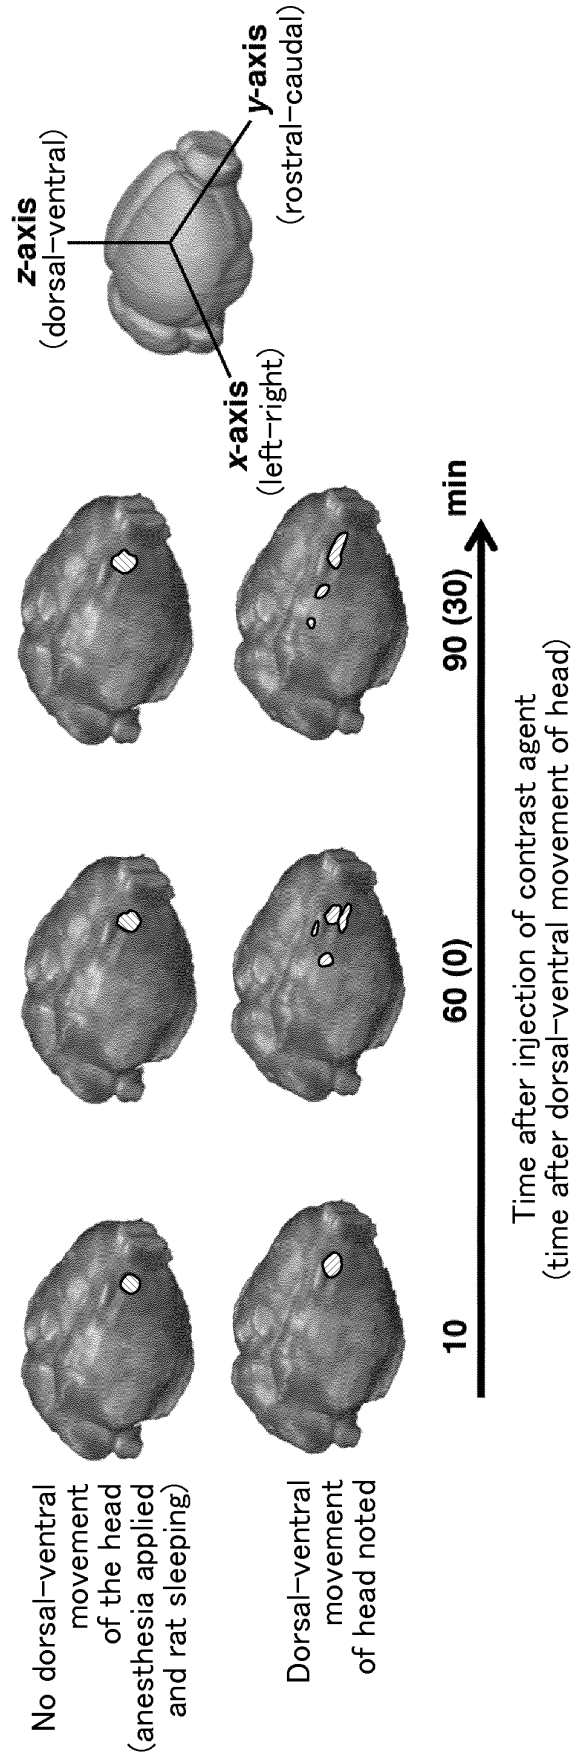 No dorsal-ventral
movement
of the head
(anesthesia applied
and rat sleeping)
Dorsal-ventral
movement
of head noted
10
60 (0)
90 (30)
min
Time after injection of contrast agent
(time after dorsal-ventral movement of head)
z-axis
(dorsal-ventral)
x-axis
(left-right)
y-axis
(rostral-caudal)